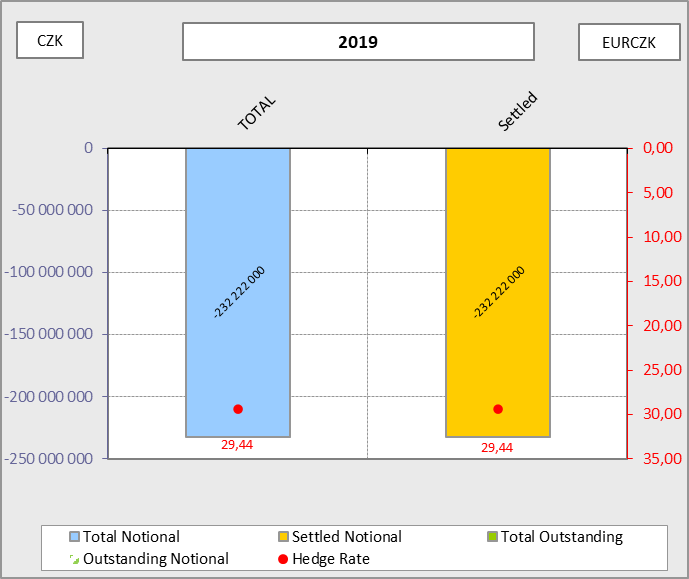 CZK
2019
EURCZK
TOTAL
Settled
0
-50 000 000
-100 000 000
-150 000 000
-200 000 000
-250 000 000
0,00
5,00
10,00
15,00
20,00
25,00
30,00
35,00
-232 222 000
-232 222 000
29,44
29,44
Total Notional
Settled Notional
Total Outstanding
Outstanding Notional
Hedge Rate